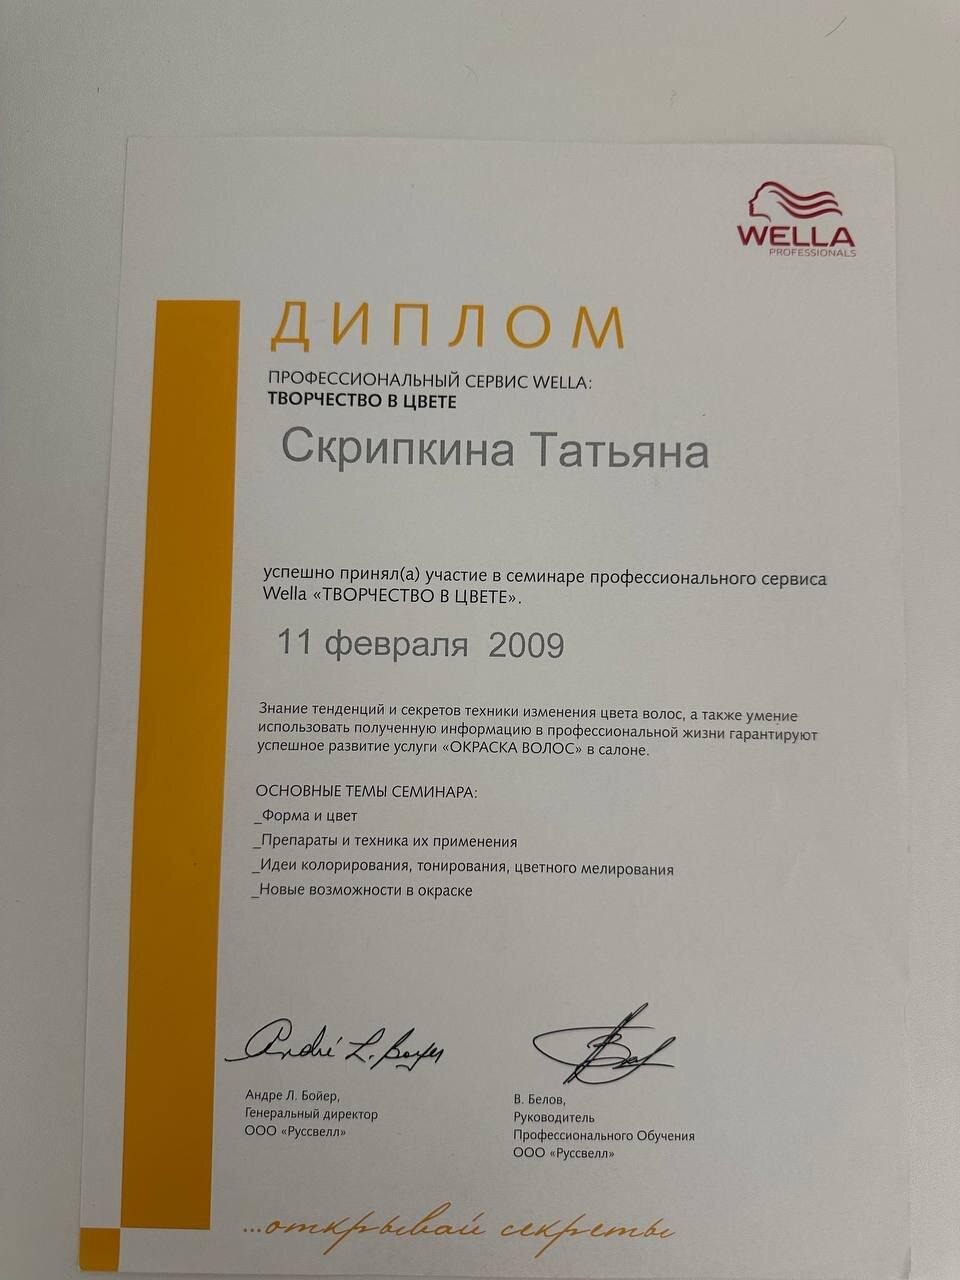 WELLA
PROFESSIONALS
ДИПЛОМ
ПРОФЕССИОНАЛЬНЫЙ СЕРВИС WELLA:
ТВОРЧЕСТВО В ЦВЕТЕ
Скрипкина Татьяна
успешно принял(а) участие в семинаре профессионального сервиса
Wella «ТВОРЧЕСТВО В ЦВЕТЕ».
11 февраля 2009
Знание тенденций и секретов техники изменения цвета волос, а также умение
использовать полученную информацию в профессиональной жизни гарантируют
успешное развитие услуги «ОКРАСКА ВОЛОС» в салоне.
ОСНОВНЫЕ ТЕМЫ СЕМИНАРА:
_Форма и цвет
_Препараты и техника их применения
_Идеи колорирования, тонирования, цветного мелирования
_Новые возможности в окраске
André L. Boyer
Андре Л. Бойер,
Генеральный директор
ООО «Руссвелл»
В. Белов,
Руководитель
Профессионального Обучения
ООО «Руссвелл»
...открывай секреты